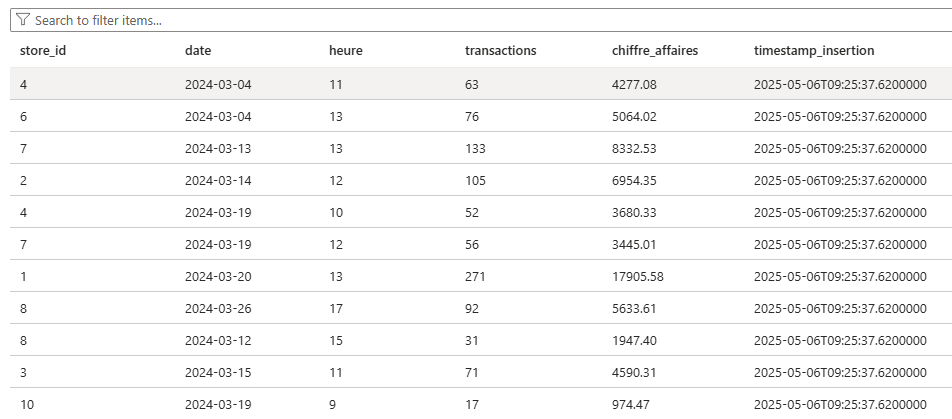 Search to filter items...
store_id date heure transactions chiffre_affaires timestamp_insertion
4 2024-03-04 11 63 4277.08 2025-05-06T09:25:37.6200000
6 2024-03-04 13 76 5064.02 2025-05-06T09:25:37.6200000
7 2024-03-13 13 133 8332.53 2025-05-06T09:25:37.6200000
2 2024-03-14 12 105 6954.35 2025-05-06T09:25:37.6200000
4 2024-03-19 10 52 3680.33 2025-05-06T09:25:37.6200000
7 2024-03-19 12 56 3445.01 2025-05-06T09:25:37.6200000
1 2024-03-20 13 271 17905.58 2025-05-06T09:25:37.6200000
8 2024-03-26 17 92 5633.61 2025-05-06T09:25:37.6200000
8 2024-03-12 15 31 1947.40 2025-05-06T09:25:37.6200000
3 2024-03-15 11 71 4590.31 2025-05-06T09:25:37.6200000
10 2024-03-19 9 17 974.47 2025-05-06T09:25:37.6200000